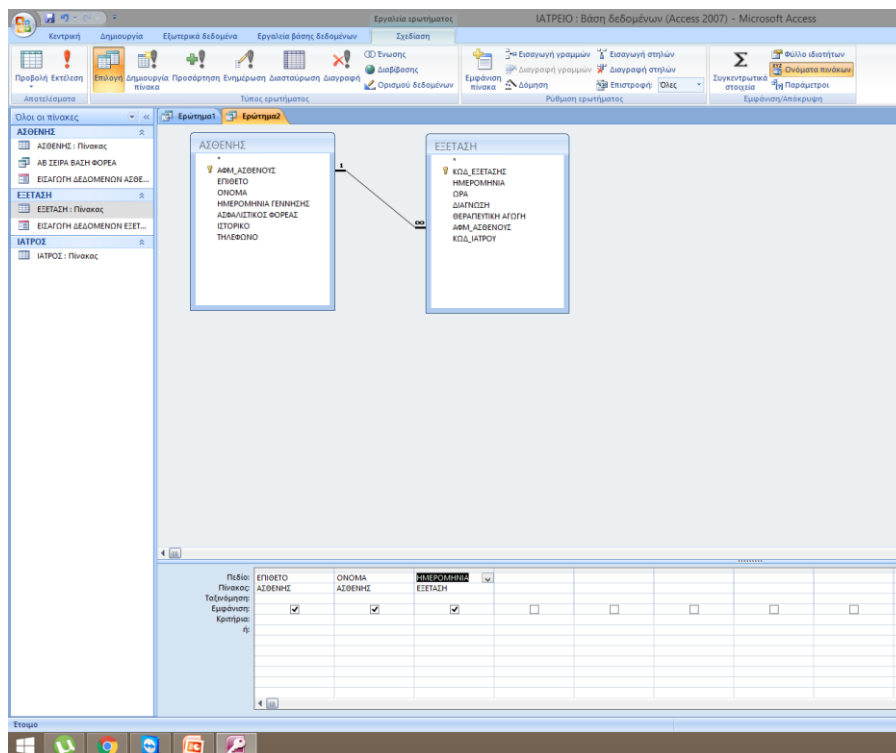 Εργαλεία ερωτήματος
ΙΑΤΡΕΙΟ : Βάση δεδομένων (Access 2007) - Microsoft Access
Κεντρική Δημιουργία Εξωτερικά δεδομένα Εργαλεία βάσης δεδομένων Σχεδίαση
Προβολή Εκτέλεση
Αποτελέσματα
Επιλογή Δημιουργία πίνακα Προσάρτηση Ενημέρωση Διασταύρωση Διαγραφή
Ένωσης
Διαβίβασης
Ορισμού δεδομένων
Τύπος ερωτήματος
Εμφάνιση πίνακα
Εισαγωγή γραμμών
Διαγραφή γραμμών
Δόμηση
Εισαγωγή στηλών
Διαγραφή στηλών
Επιστροφή: Όλες
Ρύθμιση ερωτήματος
Συγκεντρωτικά στοιχεία
Φύλλο ιδιοτήτων
Ονόματα πινάκων
Παράμετροι
Εμφάνιση/Απόκρυψη
Όλοι οι πίνακες
ΑΣΘΕΝΗΣ
ΑΣΘΕΝΗΣ : Πίνακας
ΑΒ ΣΕΙΡΑ ΒΑΣΗ ΦΟΡΕΑ
ΕΙΣΑΓΩΓΗ ΔΕΔΟΜΕΝΩΝ ΑΣΘΕ...
ΕΞΕΤΑΣΗ
ΕΞΕΤΑΣΗ : Πίνακας
ΕΙΣΑΓΩΓΗ ΔΕΔΟΜΕΝΩΝ ΕΞΕΤ...
ΙΑΤΡΟΣ
ΙΑΤΡΟΣ : Πίνακας
Ερώτημα1 Ερώτημα2
ΑΣΘΕΝΗΣ
*
ΑΦΜ_ΑΣΘΕΝΟΥΣ
ΕΠΙΘΕΤΟ
ΟΝΟΜΑ
ΗΜΕΡΟΜΗΝΙΑ ΓΕΝΝΗΣΗΣ
ΑΣΦΑΛΙΣΤΙΚΟΣ ΦΟΡΕΑΣ
ΙΣΤΟΡΙΚΟ
ΤΗΛΕΦΩΝΟ
1
∞
ΕΞΕΤΑΣΗ
*
ΚΩΔ_ΕΞΕΤΑΣΗΣ
ΗΜΕΡΟΜΗΝΙΑ
ΩΡΑ
ΔΙΑΓΝΩΣΗ
ΘΕΡΑΠΕΥΤΙΚΗ ΑΓΩΓΗ
ΑΦΜ_ΑΣΘΕΝΟΥΣ
ΚΩΔ_ΙΑΤΡΟΥ
Πεδίο: ΕΠΙΘΕΤΟ ΟΝΟΜΑ ΗΜΕΡΟΜΗΝΙΑ
Πίνακας: ΑΣΘΕΝΗΣ ΑΣΘΕΝΗΣ ΕΞΕΤΑΣΗ
Ταξινόμηση:
Εμφάνιση:
Κριτήρια:
ή:
Έτοιμο